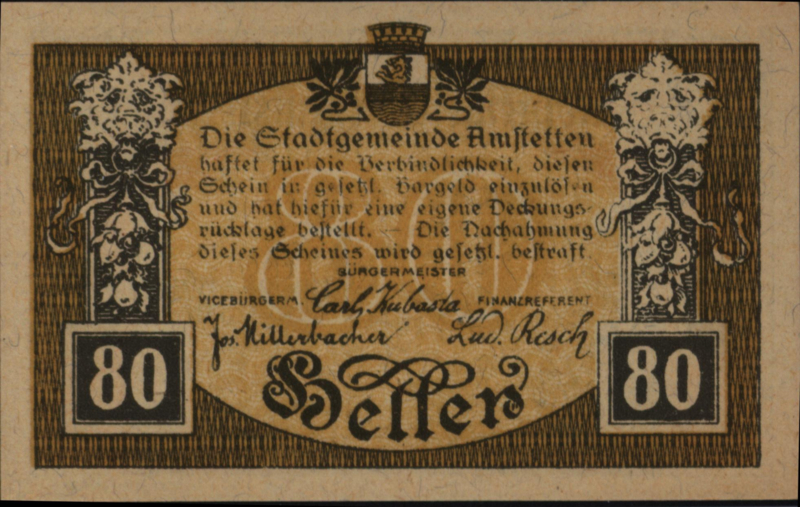 Die Stadtgemeinde Amstetten
haftet für die Verbindlichkeit, diesen
Schein in gesetzl. Bargeld einzulösen
und hat hiefür eine eigene Deckungs-
rücklage bestellt. — Die Nachahmung
dieses Scheines wird gesetzl. bestraft.
BÜRGERMEISTER
VICEBÜRGERM. Carl Kubasta FINANZREFERENT
Jos. Millerbacher Lud. Resch
80 Heller 80
80